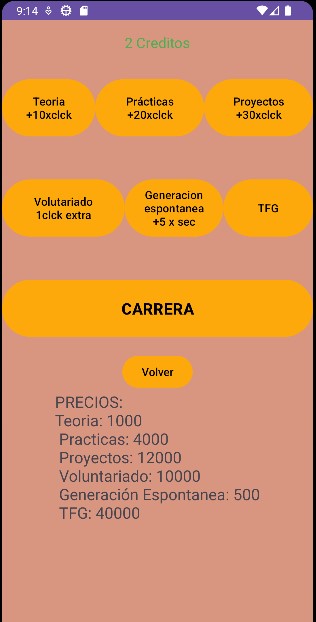 9:14
2 Creditos
Teoria
+10xclck
Prácticas
+20xclck
Proyectos
+30xclck
Volutariado
1clck extra
Generacion
espontanea
+5 x sec
TFG
CARRERA
Volver
PRECIOS:
Teoria: 1000
Practicas: 4000
Proyectos: 12000
Voluntariado: 10000
Generación Espontanea: 500
TFG: 40000